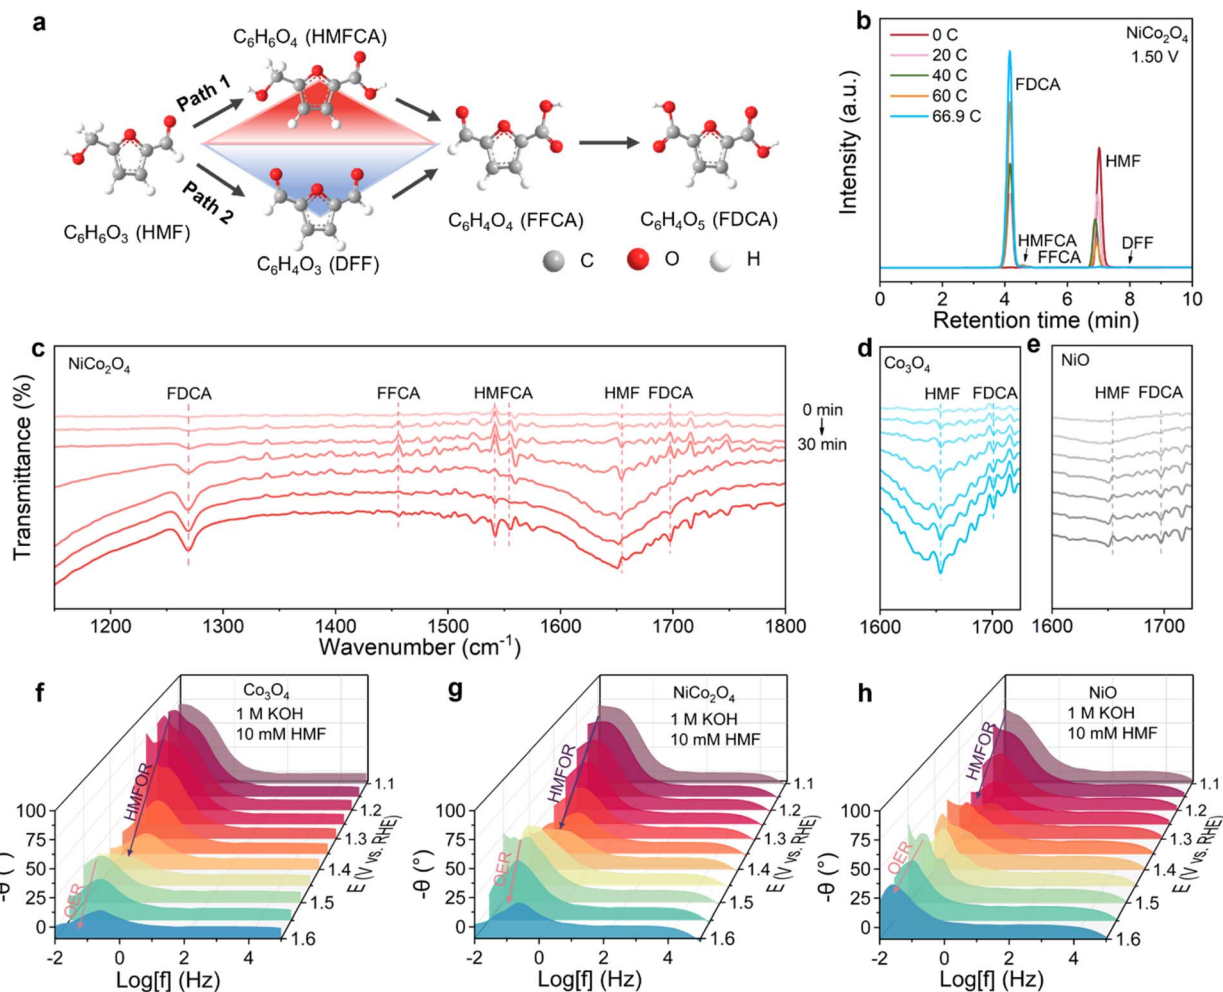 a
C₆H₆O₄ (HMFCA)
Path 1
Path 2
C₆H₆O₃ (HMF)
C₆H₄O₃ (DFF)
C₆H₄O₄ (FFCA)
C₆H₄O₅ (FDCA)
C O H
b
0 C
20 C
40 C
60 C
66.9 C
NiCo₂O₄
1.50 V
FDCA
HMF
HMFCA
FFCA
DFF
Intensity (a.u.)
0 2 4 6 8 10
Retention time (min)
c
NiCo₂O₄
FDCA FFCA HMFCA HMF FDCA
0 min
30 min
Transmittance (%)
1200 1300 1400 1500 1600 1700 1800
Wavenumber (cm⁻¹)
d
Co₃O₄
HMF FDCA
1600 1700
e
NiO
HMF FDCA
1600 1700
f
Co₃O₄
1 M KOH
10 mM HMF
HMFOR
OER
100
75
50
25
0
-θ (°)
-2 0 2 4
Log[f] (Hz)
1.1
1.2
1.3
1.4
1.5
1.6
E (V vs. RHE)
g
NiCo₂O₄
1 M KOH
10 mM HMF
HMFOR
OER
100
75
50
25
0
-θ (°)
-2 0 2 4
Log[f] (Hz)
1.1
1.2
1.3
1.4
1.5
1.6
E (V vs. RHE)
h
NiO
1 M KOH
10 mM HMF
HMFOR
OER
100
75
50
25
0
-θ (°)
-2 0 2 4
Log[f] (Hz)
1.1
1.2
1.3
1.4
1.5
1.6
E (V vs. RHE)